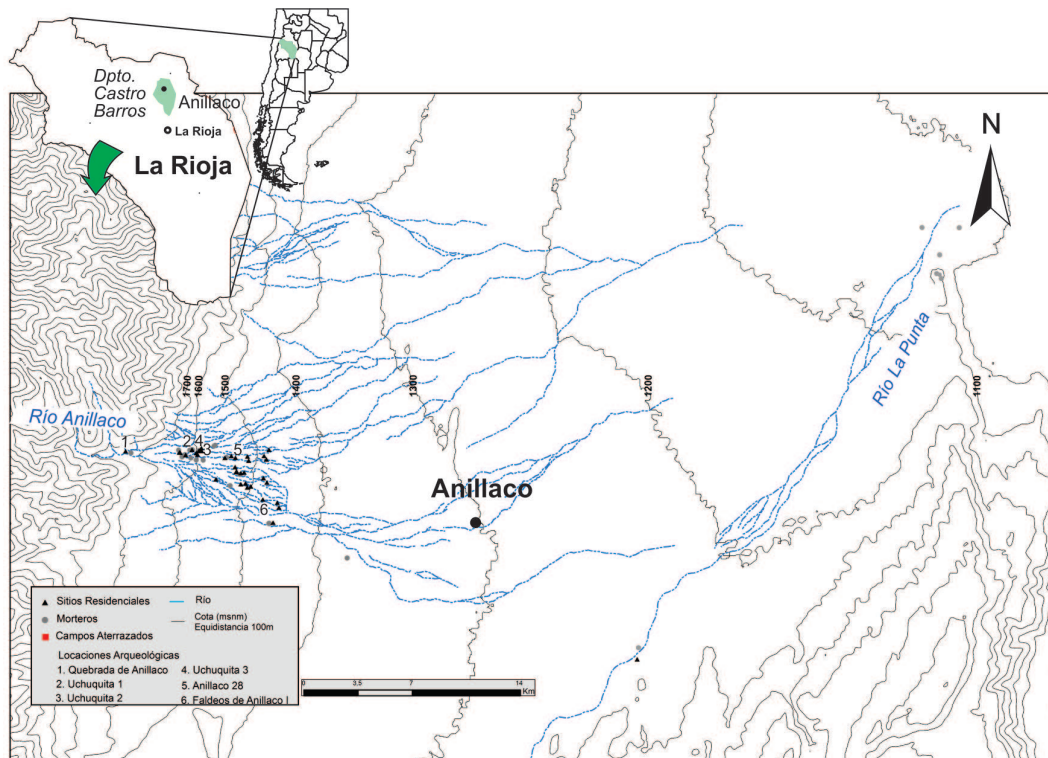 Dpto.
Castro
Barros
Anillaco
La Rioja
La Rioja
N
Río La Punta
1700
1600
1500
1400
1300
1200
1100
Río Anillaco
1
2
4
3
5
6
Anillaco
Sitios Residenciales
Río
Morteros
Cota (msnm)
Equidistancia 100m
Campos Aterrazados
Locaciones Arqueológicas
1. Quebrada de Anillaco
4. Uchuquita 3
2. Uchuquita 1
5. Anillaco 28
3. Uchuquita 2
6. Faldeos de Anillaco I
0 3.5 7 14
Km